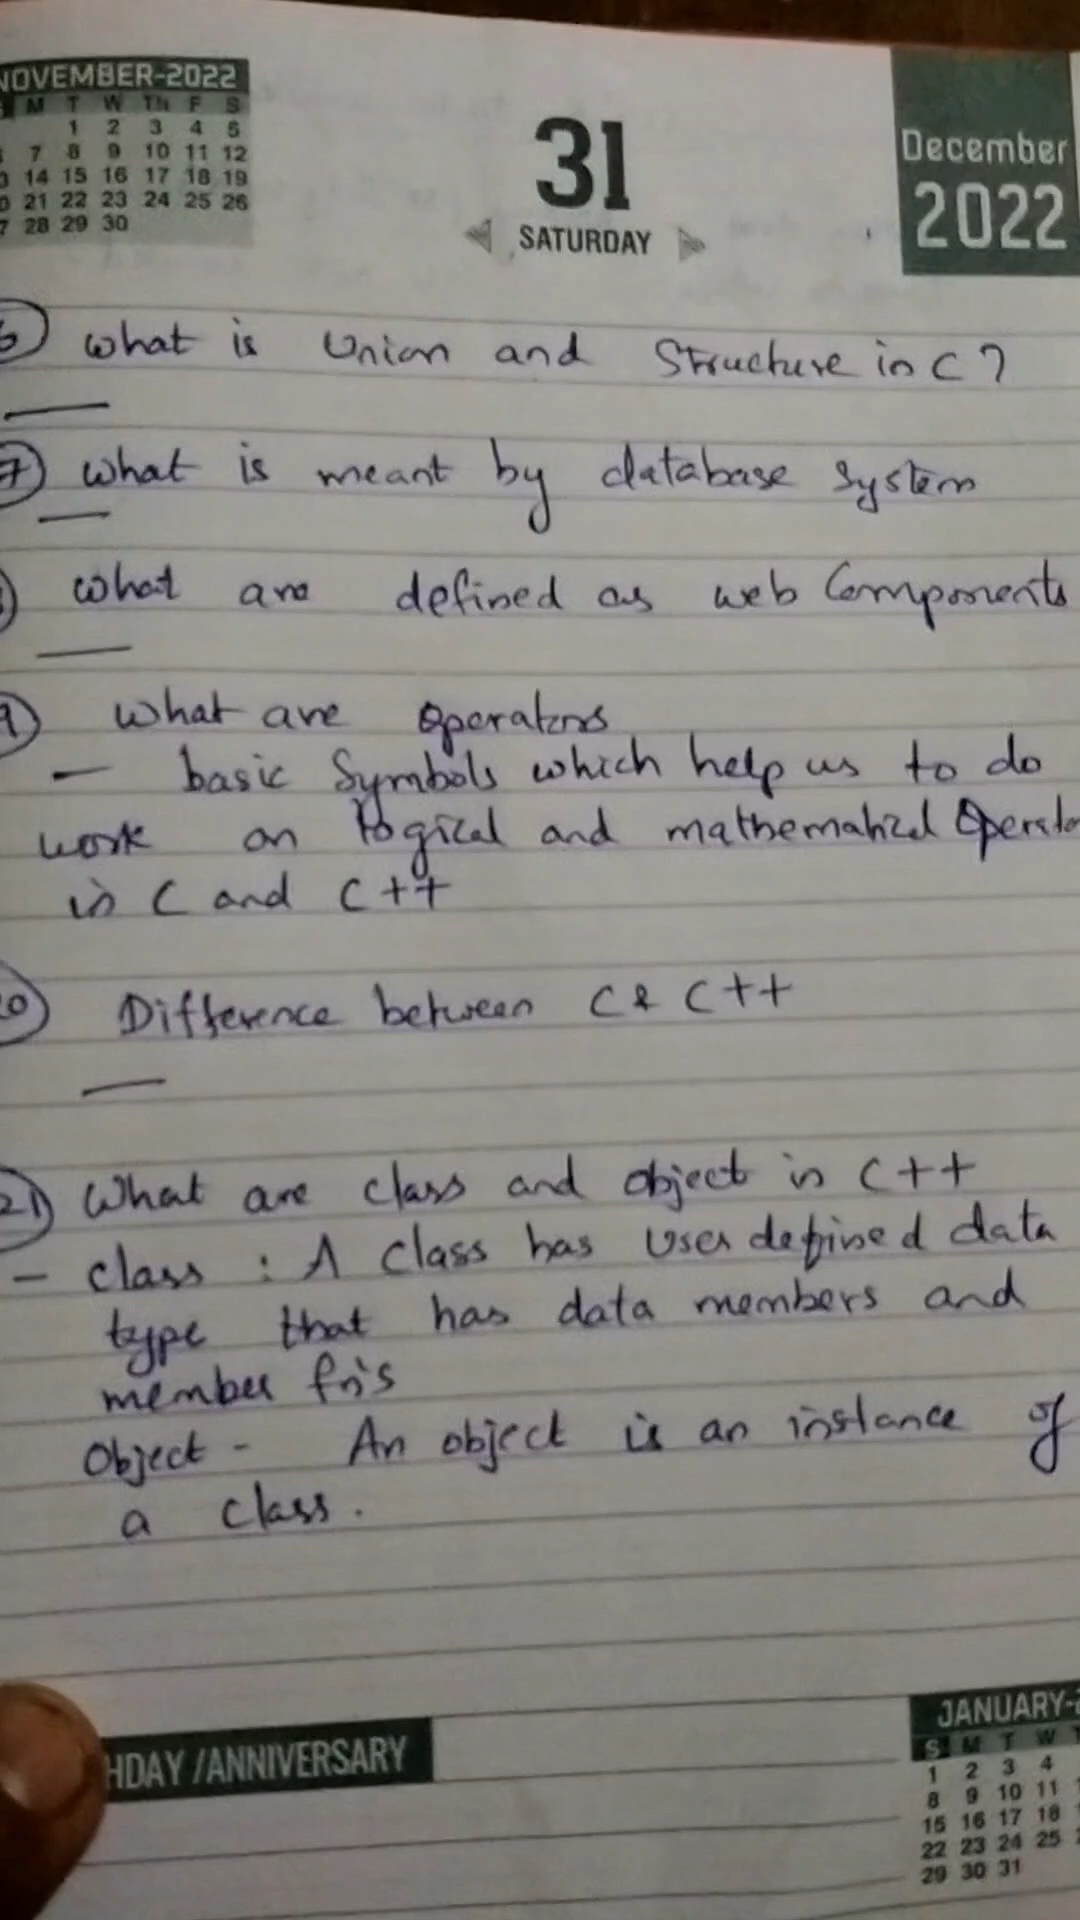 NOVEMBER-2022
M T W Th F S
1 2 3 4 5
7 8 9 10 11 12
14 15 16 17 18 19
21 22 23 24 25 26
28 29 30
31
SATURDAY
December
2022
6) what is Union and Structure in C?
7) what is meant by database System
what are defined as web Components
9) what are operators
— basic Symbols which help us to do
work on logical and mathematical Operator
in C and C++
20) Difference between C & C++
21) What are class and object in C++
- class : A class has User defined data
type that has data members and
member fn's
Object - An object is an instance of
a class.
HDAY /ANNIVERSARY
JANUARY-2
S M T W T
1 2 3 4
8 9 10 11
15 16 17 18
22 23 24 25
29 30 31